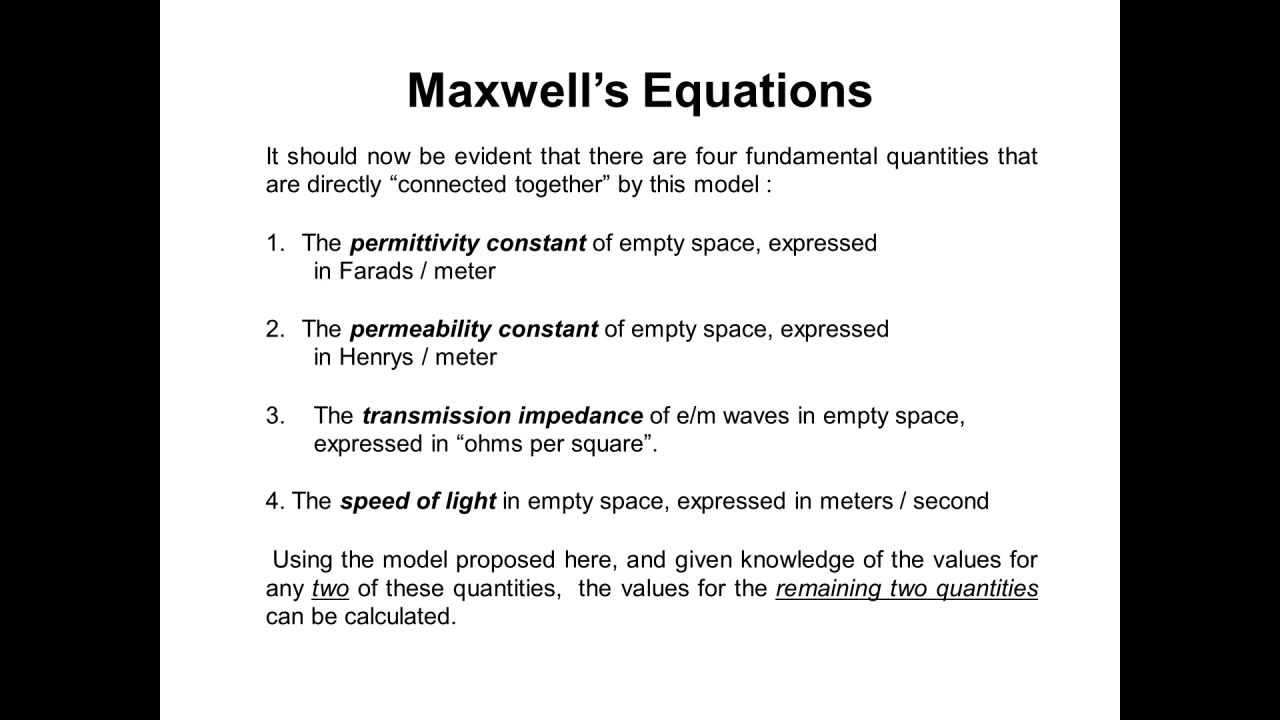 Maxwell’s Equations
It should now be evident that there are four fundamental quantities that
are directly “connected together” by this model :
1. The permittivity constant of empty space, expressed
in Farads / meter
2. The permeability constant of empty space, expressed
in Henrys / meter
3. The transmission impedance of e/m waves in empty space,
expressed in “ohms per square”.
4. The speed of light in empty space, expressed in meters / second
Using the model proposed here, and given knowledge of the values for
any two of these quantities, the values for the remaining two quantities
can be calculated.